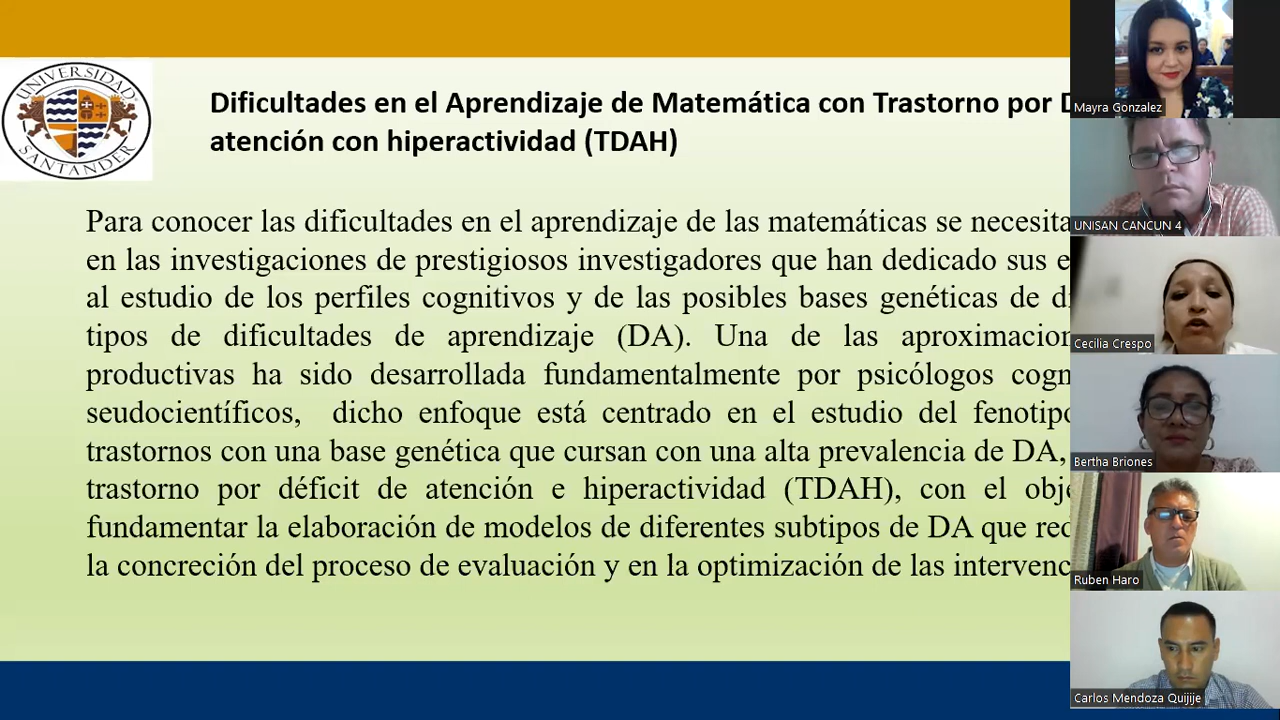 UNIVERSIDAD
SANTANDER
Dificultades en el Aprendizaje de Matemática con Trastorno por
atención con hiperactividad (TDAH)
Para conocer las dificultades en el aprendizaje de las matemáticas se necesita
en las investigaciones de prestigiosos investigadores que han dedicado sus
al estudio de los perfiles cognitivos y de las posibles bases genéticas de
tipos de dificultades de aprendizaje (DA). Una de las
productivas ha sido desarrollada fundamentalmente por psicólogos
seudocientíficos, dicho enfoque está centrado en el estudio del fenotipo
trastornos con una base genética que cursan con una alta prevalencia de DA,
trastorno por déficit de atención e hiperactividad (TDAH), con el
fundamentar la elaboración de modelos de diferentes subtipos de DA que
la concreción del proceso de evaluación y en la optimización de las
Mayra Gonzalez
UNISAN CANCUN 4
Cecilia Crespo
Bertha Briones
Ruben Haro
Carlos Mendoza Quijije